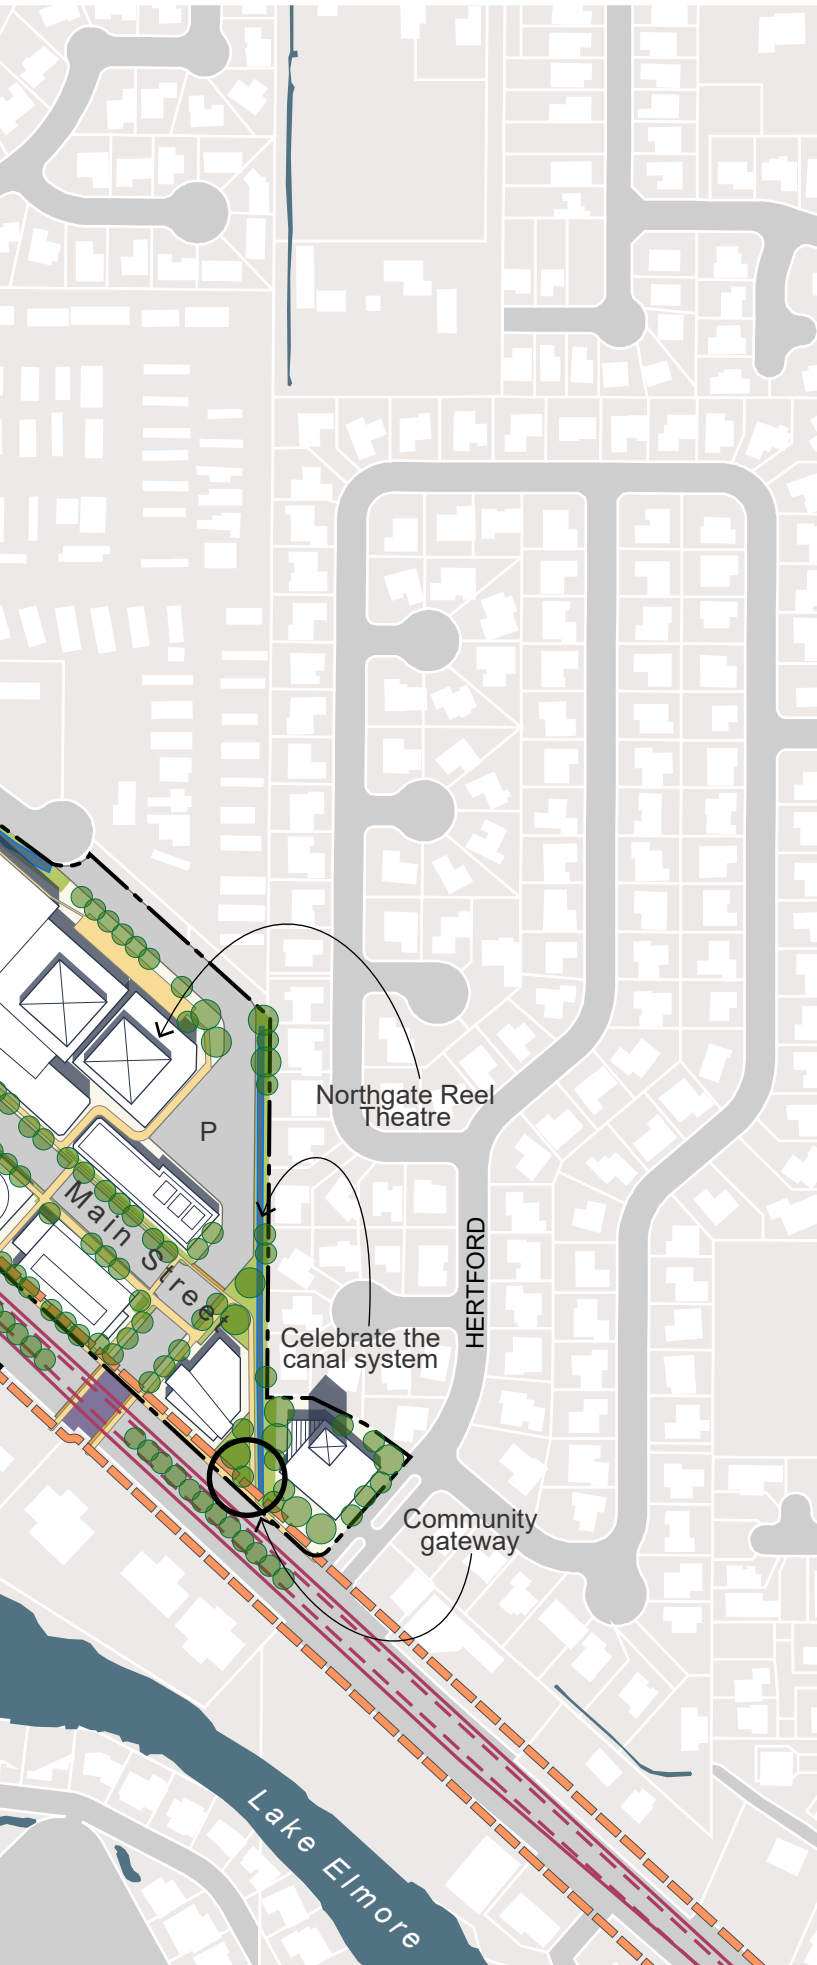 Northgate Reel
Theatre
P
Main Street
HERTFORD
Celebrate the
canal system
Community
gateway
Lake Elmore